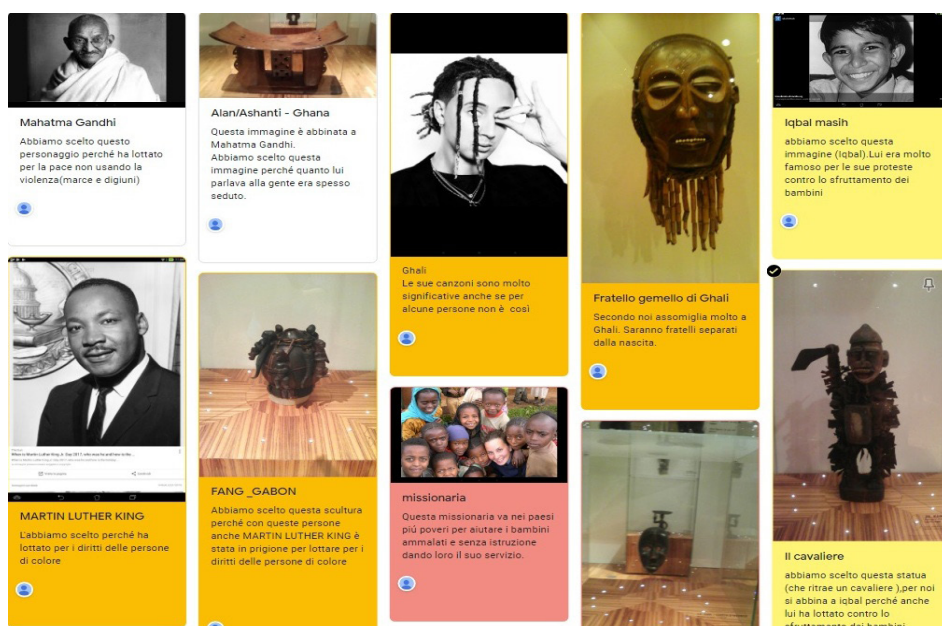 Mahatma Gandhi
Abbiamo scelto questo
personaggio perché ha lottato
per la pace non usando la
violenza(marce e digiuni)
MARTIN LUTHER KING
L'abbiamo scelto perché ha
lottato per i diritti delle persone
di colore
Alan/Ashanti - Ghana
Questa immagine è abbinata a
Mahatma Gandhi.
Abbiamo scelto questa
immagine perché quanto lui
parlava alla gente era spesso
seduto.
FANG _GABON
Abbiamo scelto questa scultura
perché con queste persone
anche MARTIN LUTHER KING è
stata in prigione per lottare per i
diritti delle persone di colore
Ghali
Le sue canzoni sono molto
significative anche se per
alcune persone non è così
missionaria
Questa missionaria va nei paesi
piú poveri per aiutare i bambini
ammalati e senza istruzione
dando loro il suo servizio.
Fratello gemello di Ghali
Secondo noi assomiglia molto a
Ghali. Saranno fratelli separati
dalla nascita.
Iqbal masih
abbiamo scelto questa
immagine (Iqbal).Lui era molto
famoso per le sue proteste
contro lo sfruttamento dei
bambini
Il cavaliere
abbiamo scelto questa statua
(che ritrae un cavaliere ),per noi
si abbina a iqbal perché anche
lui ha lottato contro lo
sfruttamento dei bambini